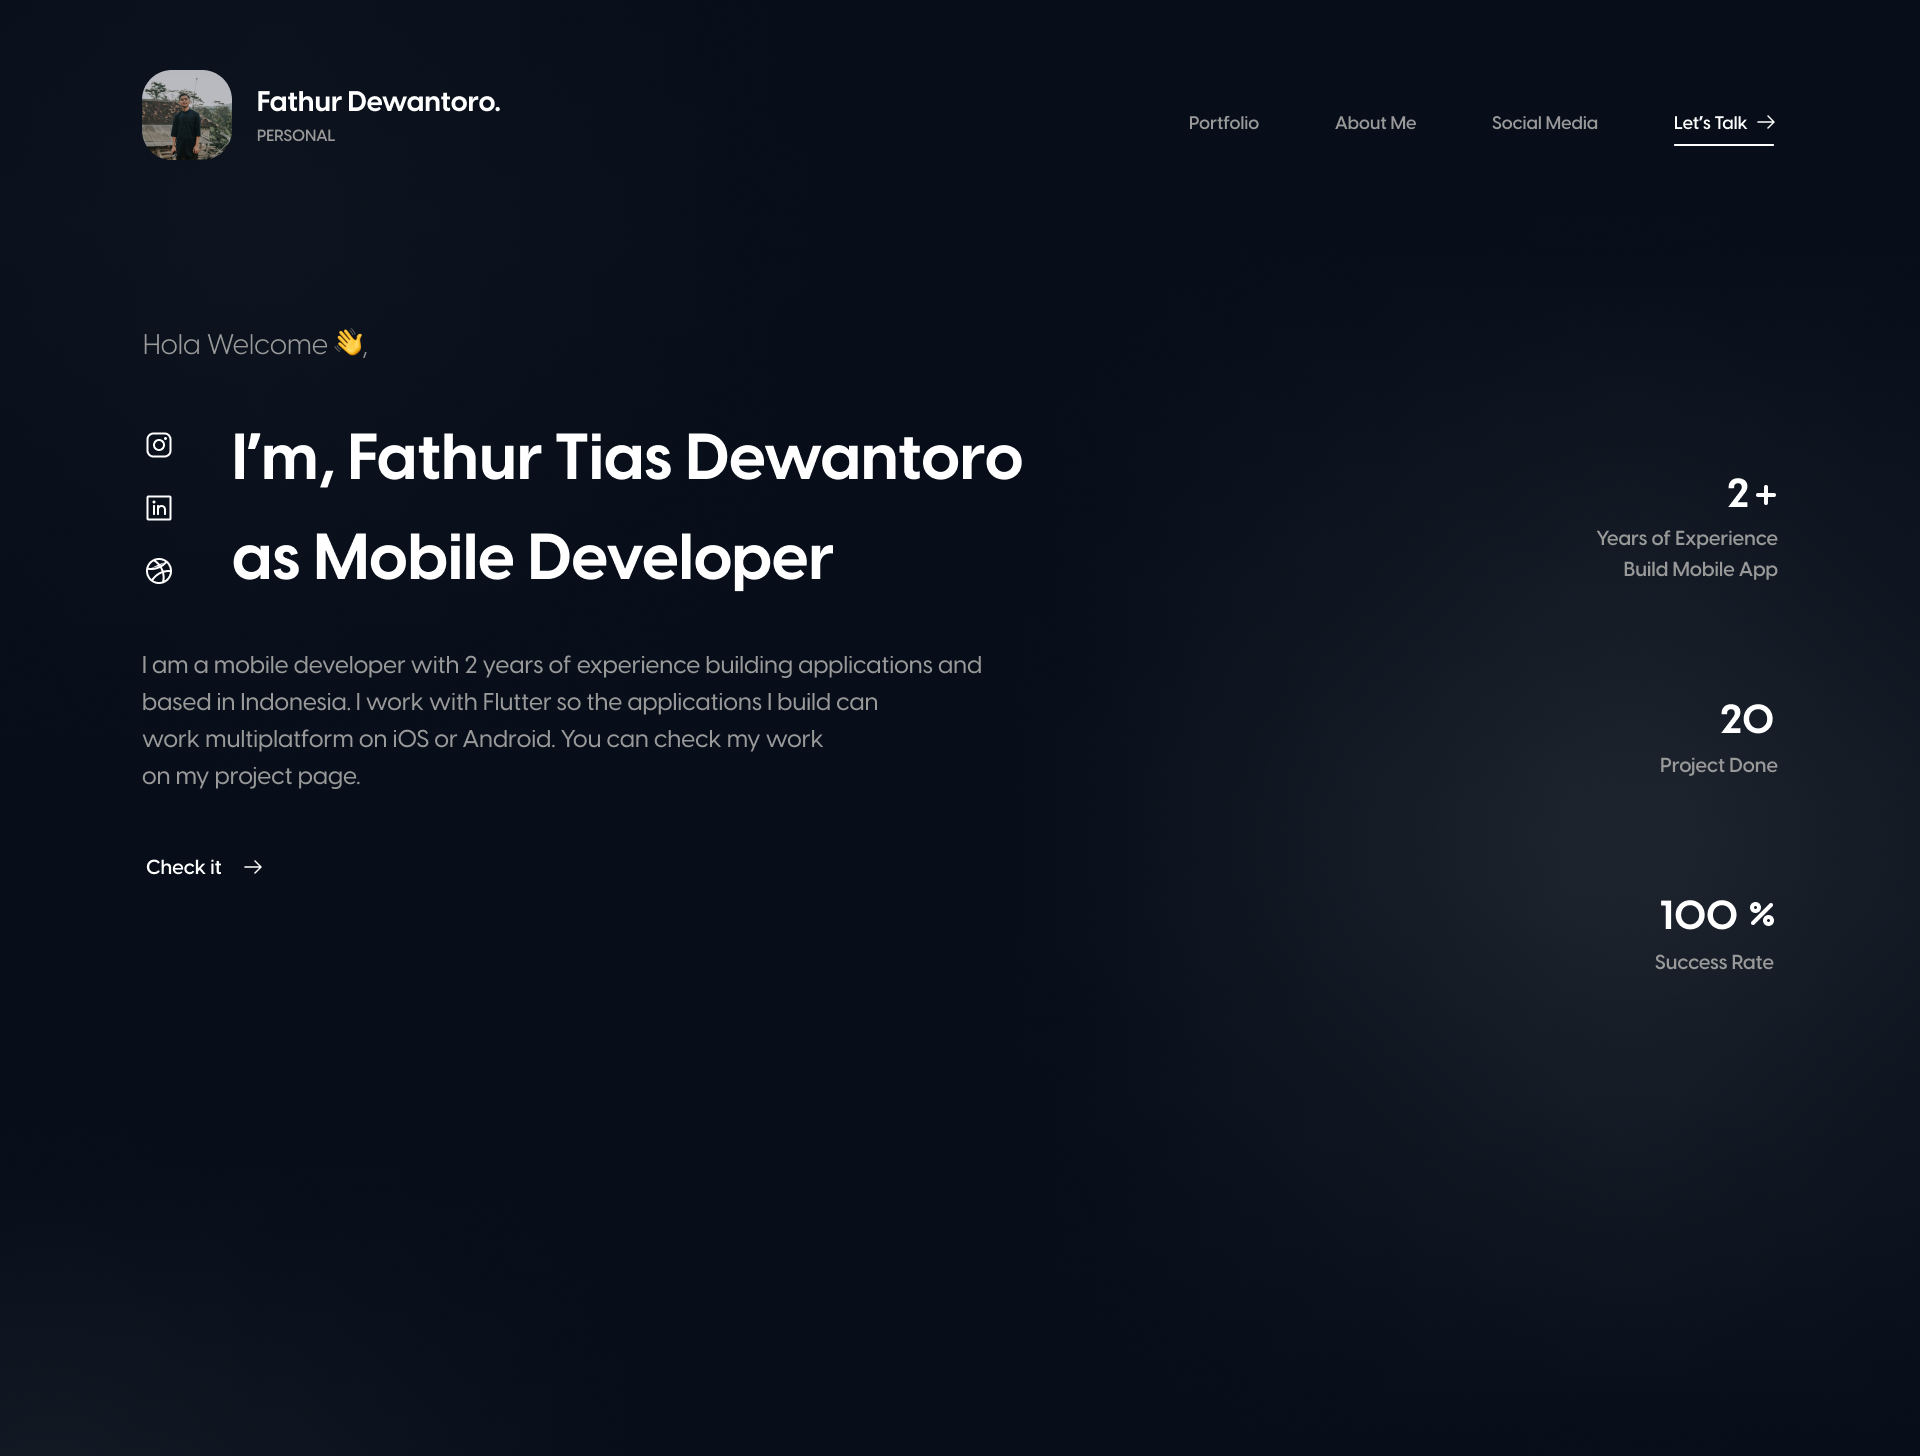 Fathur Dewantoro.
PERSONAL
Portfolio
About Me
Social Media
Let's Talk →
Hola Welcome 👋,
I'm, Fathur Tias Dewantoro
as Mobile Developer
I am a mobile developer with 2 years of experience building applications and
based in Indonesia. I work with Flutter so the applications I build can
work multiplatform on iOS or Android. You can check my work
on my project page.
Check it →
2+
Years of Experience
Build Mobile App
20
Project Done
100 %
Success Rate